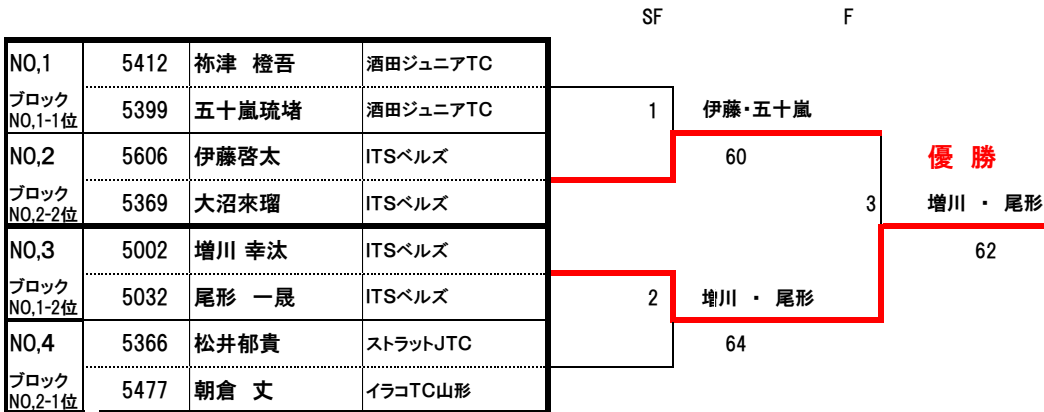 SF F
NO,1 5412 祢津 橙吾 酒田ジュニアTC
ブロック
NO,1-1位 5399 五十嵐琉堵 酒田ジュニアTC 1 伊藤・五十嵐
NO,2 5606 伊藤啓太 ITSベルズ 60 優 勝
ブロック
NO,2-2位 5369 大沼來瑠 ITSベルズ 3 増川 ・ 尾形
NO,3 5002 増川 幸汰 ITSベルズ 62
ブロック
NO,1-2位 5032 尾形 一晟 ITSベルズ 2 増川 ・ 尾形
NO,4 5366 松井郁貴 ストラットJTC 64
ブロック
NO,2-1位 5477 朝倉 丈 イラコTC山形